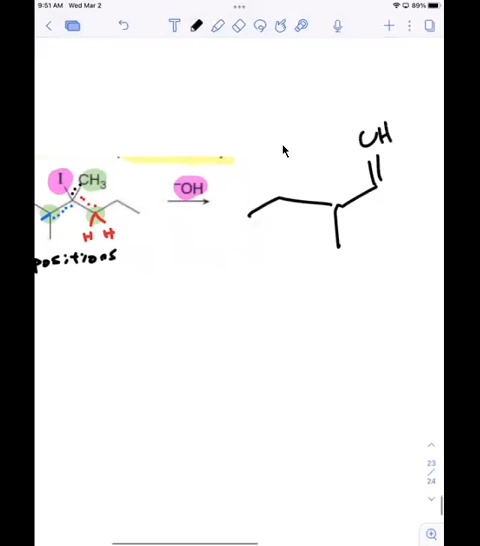 9:51 AM Wed Mar 2
89%
T
I CH₃
⁻OH
H H
positions
CH
23
/
24